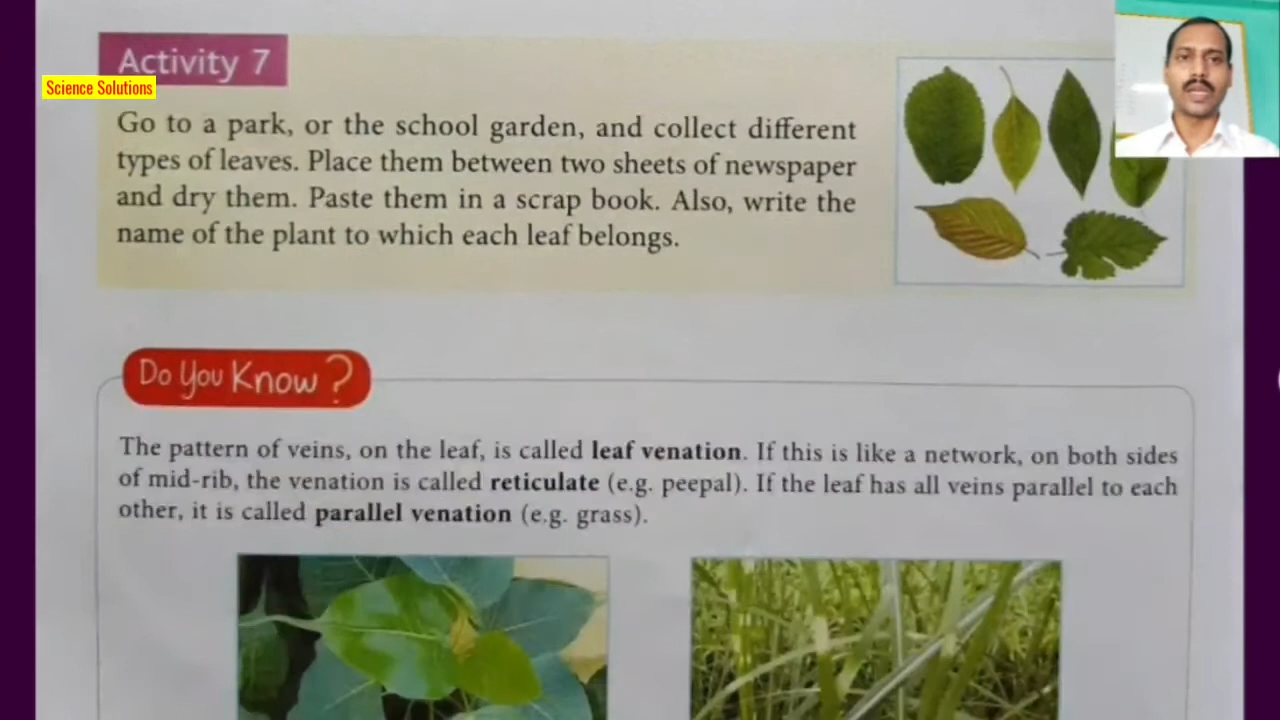 Activity 7
Science Solutions
Go to a park, or the school garden, and collect different
types of leaves. Place them between two sheets of newspaper
and dry them. Paste them in a scrap book. Also, write the
name of the plant to which each leaf belongs.
Do You Know ?
The pattern of veins, on the leaf, is called leaf venation. If this is like a network, on both sides
of mid-rib, the venation is called reticulate (e.g. peepal). If the leaf has all veins parallel to each
other, it is called parallel venation (e.g. grass).